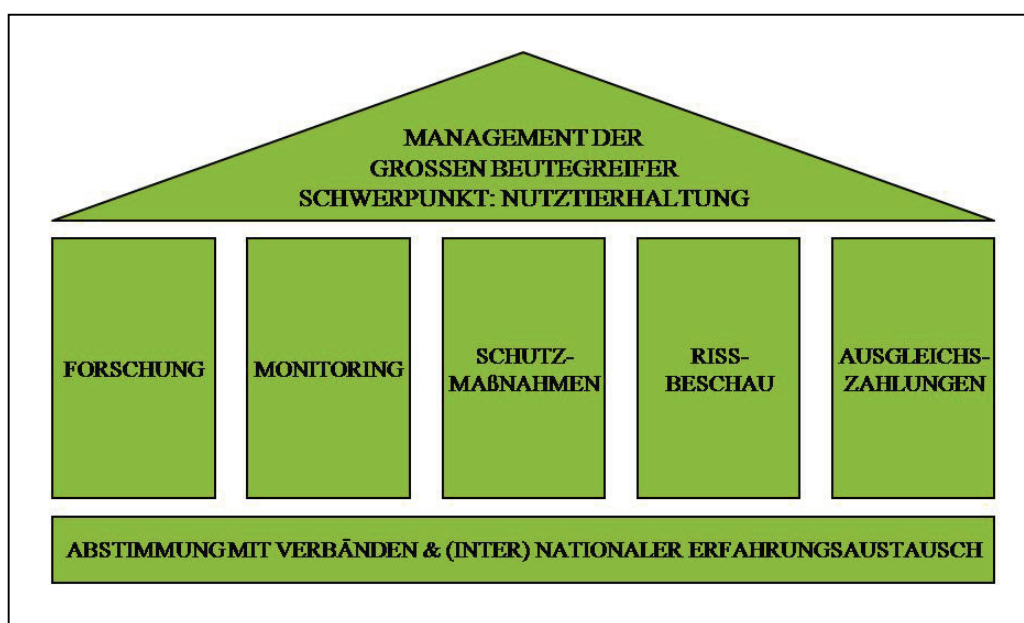 MANAGEMENT DER
GROSSEN BEUTEGREIFER
SCHWERPUNKT: NUTZTIERHALTUNG
FORSCHUNG
MONITORING
SCHUTZ-
MAßNAHMEN
RISS-
BESCHAU
AUSGLEICHS-
ZAHLUNGEN
ABSTIMMUNG MIT VERBÄNDEN & (INTER) NATIONALER ERFAHRUNGSAUSTAUSCH